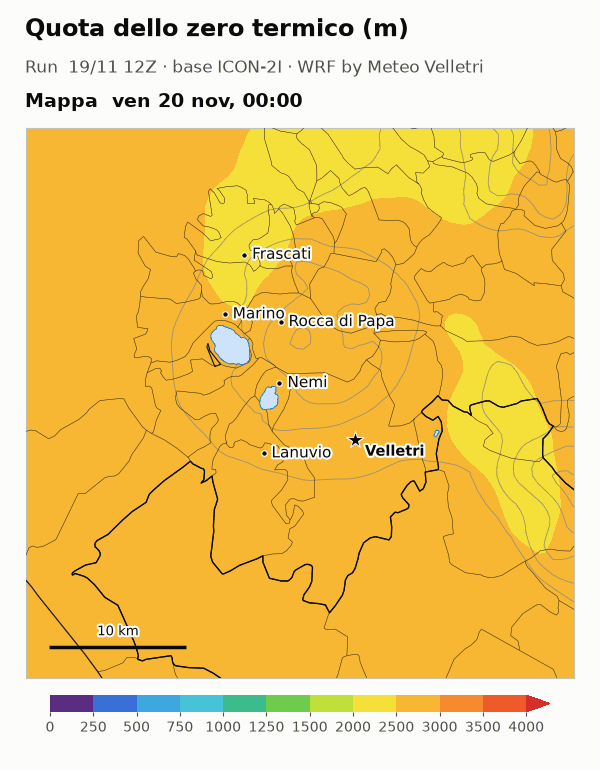 Quota dello zero termico (m)
Run  19/11 12Z · base ICON-2I · WRF by Meteo Velletri
Mappa  ven 20 nov, 00:00
Frascati
Marino
Rocca di Papa
Nemi
Velletri
Lanuvio
10 km
0 250 500 750 1000 1250 1500 2000 2500 3000 3500 4000